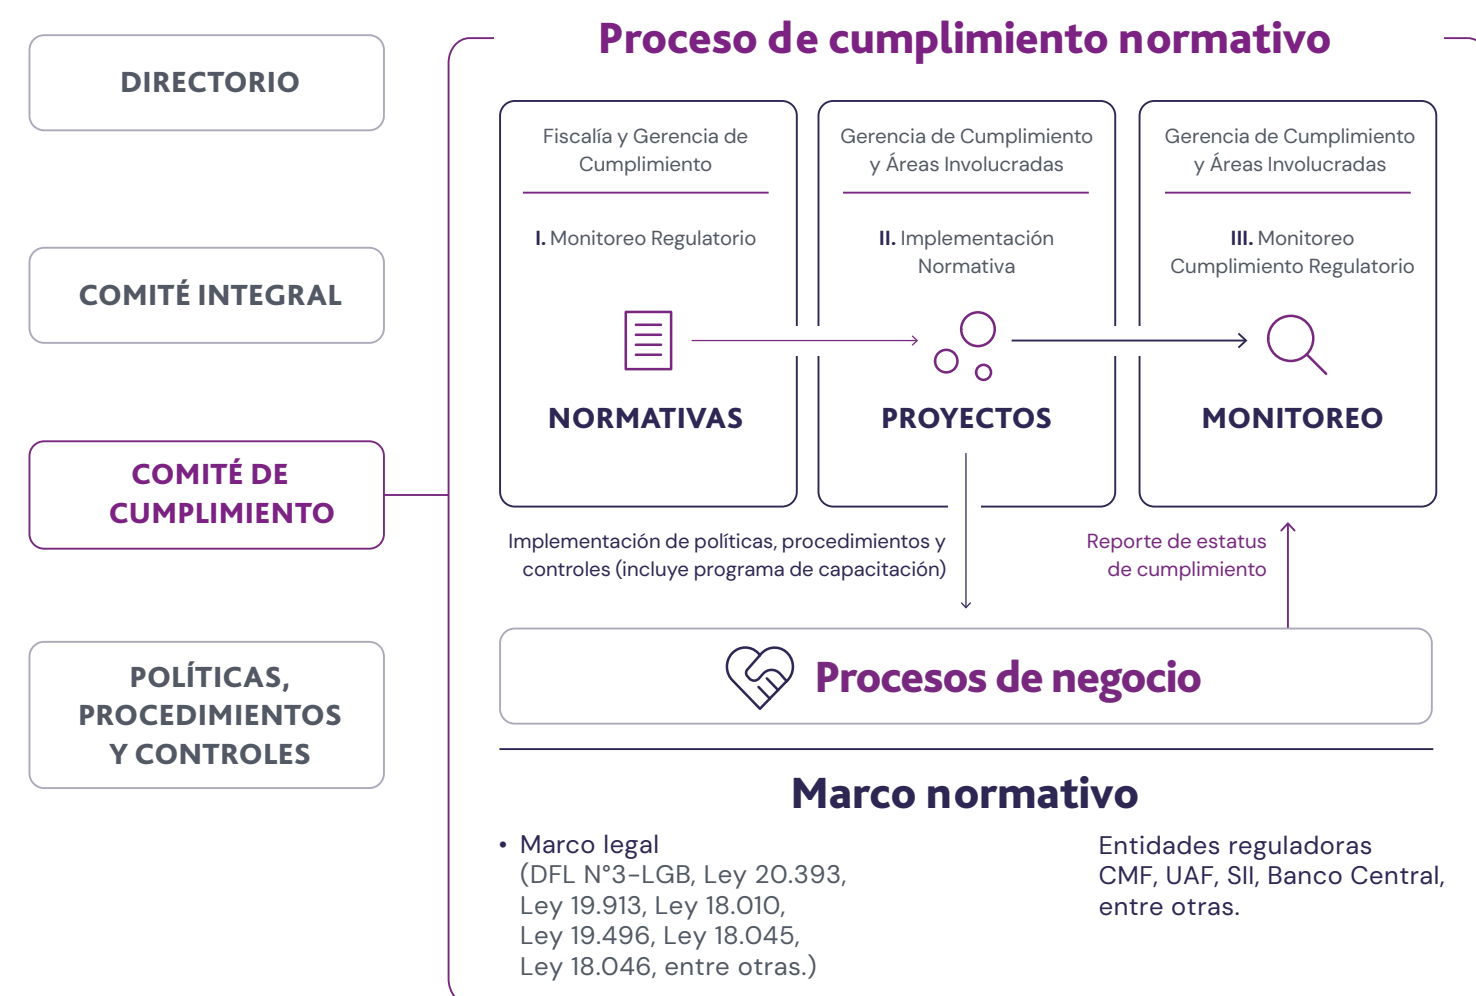 DIRECTORIO
COMITÉ INTEGRAL
COMITÉ DE
CUMPLIMIENTO
POLÍTICAS,
PROCEDIMIENTOS
Y CONTROLES
Proceso de cumplimiento normativo
Fiscalía y Gerencia de
Cumplimiento
I. Monitoreo Regulatorio
NORMATIVAS
Gerencia de Cumplimiento
y Áreas Involucradas
II. Implementación
Normativa
PROYECTOS
Gerencia de Cumplimiento
y Áreas Involucradas
III. Monitoreo
Cumplimiento Regulatorio
MONITOREO
Implementación de políticas, procedimientos y
controles (incluye programa de capacitación)
Reporte de estatus
de cumplimiento
Procesos de negocio
Marco normativo
• Marco legal
(DFL N°3-LGB, Ley 20.393,
Ley 19.913, Ley 18.010,
Ley 19.496, Ley 18.045,
Ley 18.046, entre otras.)
Entidades reguladoras
CMF, UAF, SII, Banco Central,
entre otras.